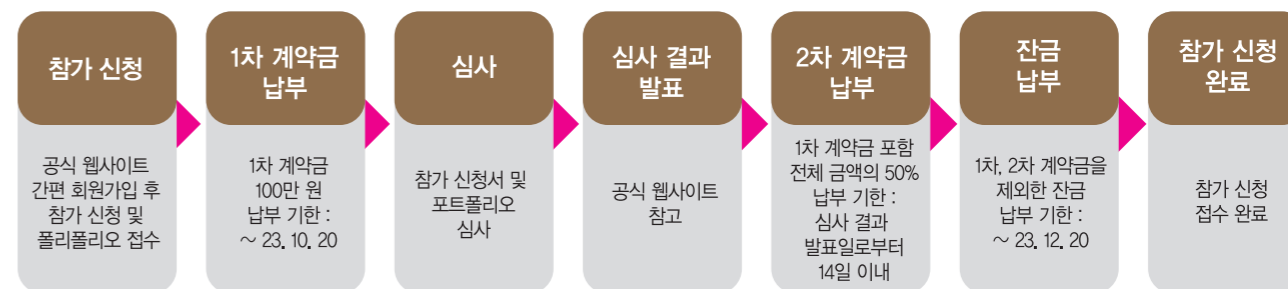 참가 신청
공식 웹사이트
간편 회원가입 후
참가 신청 및
폴리폴리오 접수
1차 계약금
납부
1차 계약금
100만 원
납부 기한 :
~ 23. 10. 20
심사
참가 신청서 및
포트폴리오
심사
심사 결과
발표
공식 웹사이트
참고
2차 계약금
납부
1차 계약금 포함
전체 금액의 50%
납부 기한 :
심사 결과
발표일로부터
14일 이내
잔금
납부
1차, 2차 계약금을
제외한 잔금
납부 기한 :
~ 23. 12. 20
참가 신청
완료
참가 신청
접수 완료